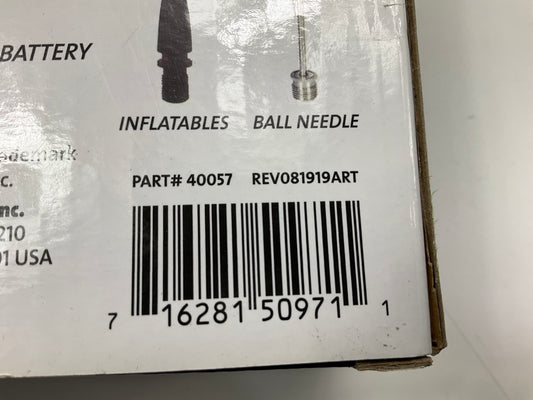 BATTERY
INFLATABLES BALL NEEDLE
ademark
c.
PART# 40057 REV081919ART
nc.
210
01 USA
7 16281 50971 1